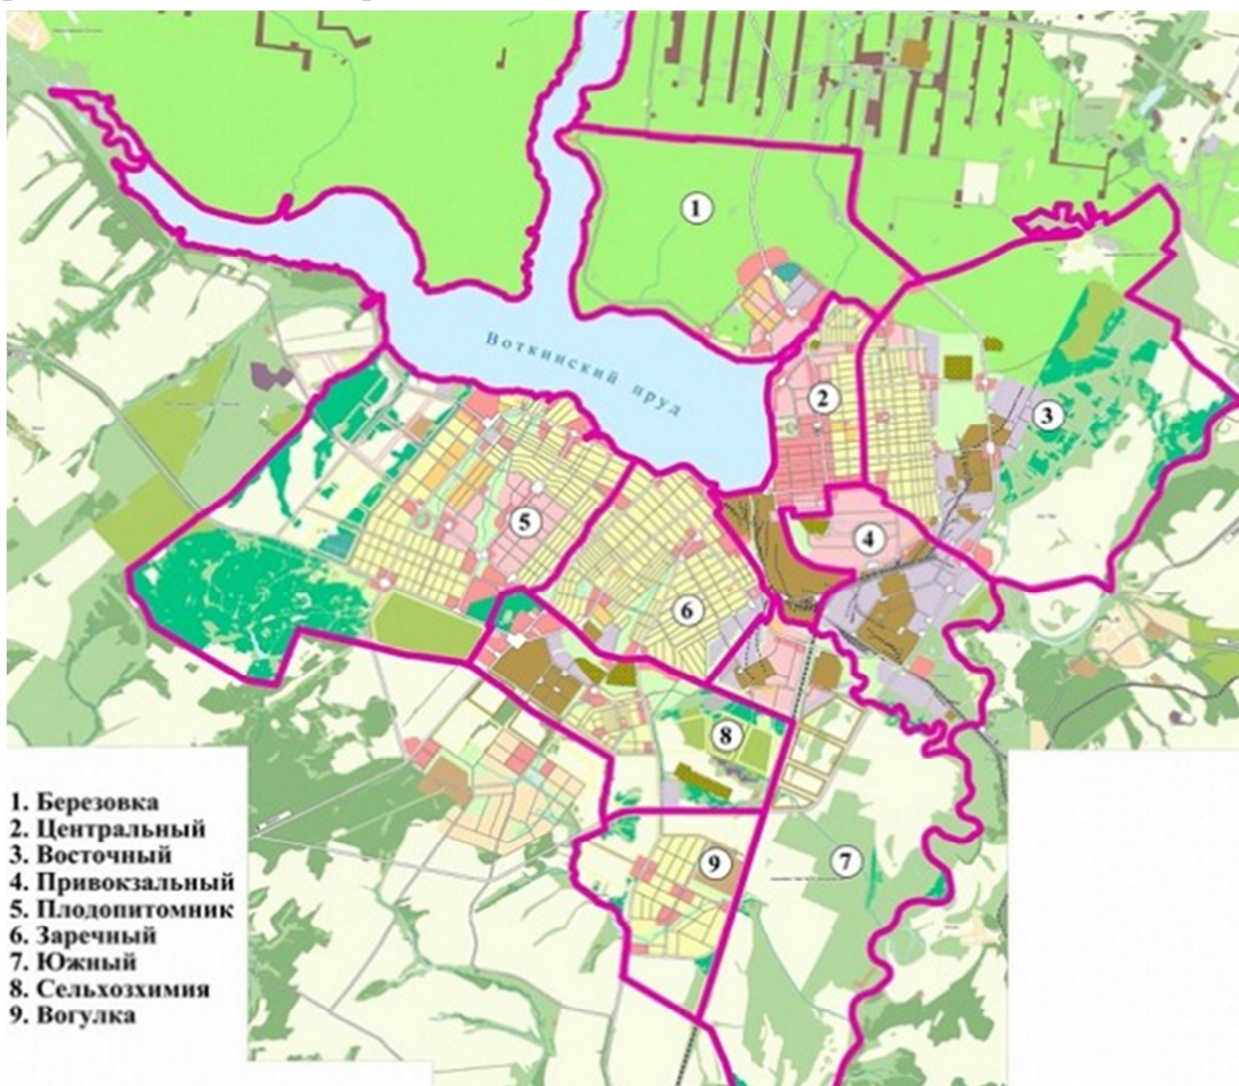 Воткинский пруд
1
2
3
4
5
6
7
8
9
1. Березовка
2. Центральный
3. Восточный
4. Привокзальный
5. Плодопитомник
6. Заречный
7. Южный
8. Сельхозхимия
9. Вогулка